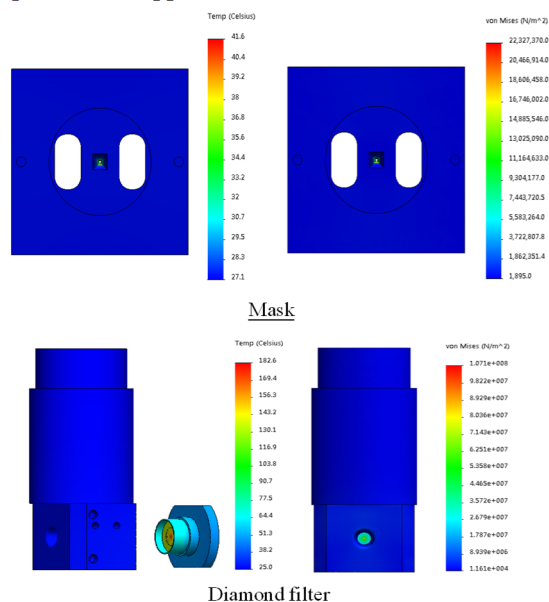 Temp (Celsius)
41.6
40.4
39.2
38
36.8
35.6
34.4
33.2
32
30.7
29.5
28.3
27.1
von Mises (N/m^2)
22,327,370.0
20,466,914.0
18,606,458.0
16,746,002.0
14,885,546.0
13,025,090.0
11,164,633.0
9,304,177.0
7,443,720.5
5,583,264.0
3,722,807.8
1,862,351.4
1,895.0
Mask
Temp (Celsius)
182.6
169.4
156.3
143.2
130.1
116.9
103.8
90.7
77.5
64.4
51.3
38.2
25.0
von Mises (N/m^2)
1.071e+008
9.822e+007
8.929e+007
8.036e+007
7.143e+007
6.251e+007
5.358e+007
4.465e+007
3.572e+007
2.679e+007
1.787e+007
8.939e+006
1.161e+004
Diamond filter